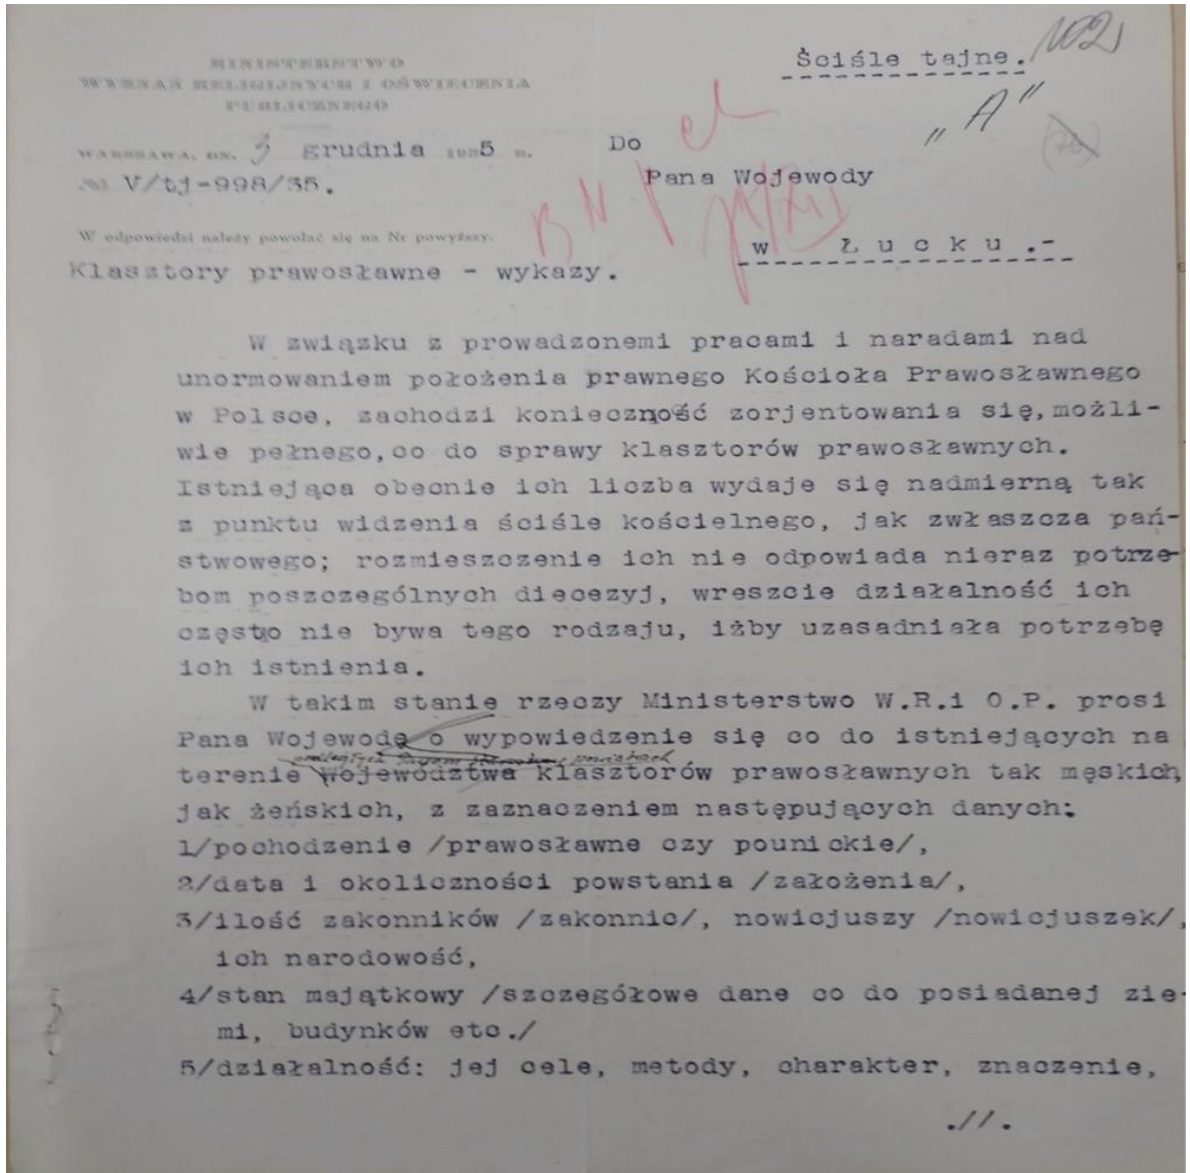 Ściśle tajne. 102
MINISTERSTWO
WYZNAŃ RELIGIJNYCH I OŚWIECENIA
PUBLICZNEGO
„A”
WARSZAWA, DN. 3 grudnia 1935 R.
Do
№ V/tj-998/35.
Pana Wojewody
W odpowiedzi należy powołać się na Nr powyższy.
w Łucku.-
Klasztory prawosławne - wykazy.
W związku z prowadzonemi pracami i naradami nad
unormowaniem położenia prawnego Kościoła Prawosławnego
w Polsce, zachodzi konieczność zorjentowania się, możli-
wie pełnego, co do sprawy klasztorów prawosławnych.
Istniejąca obecnie ich liczba wydaje się nadmierną tak
z punktu widzenia ściśle kościelnego, jak zwłaszcza pań-
stwowego; rozmieszczenie ich nie odpowiada nieraz potrze-
bom poszczególnych diecezyj, wreszcie działalność ich
często nie bywa tego rodzaju, iżby uzasadniała potrzebę
ich istnienia.
W takim stanie rzeczy Ministerstwo W.R.i O.P. prosi
Pana Wojewodę o wypowiedzenie się co do istniejących na
terenie Województwa klasztorów prawosławnych tak męskich,
jak żeńskich, z zaznaczeniem następujących danych:
1/pochodzenie /prawosławne czy pounickie/,
2/data i okoliczności powstania /założenia/,
3/ilość zakonników /zakonnic/, nowicjuszy /nowicjuszek/,
ich narodowość,
4/stan majątkowy /szczegółowe dane co do posiadanej zie-
mi, budynków etc./
5/działalność: jej cele, metody, charakter, znaczenie,
.//.